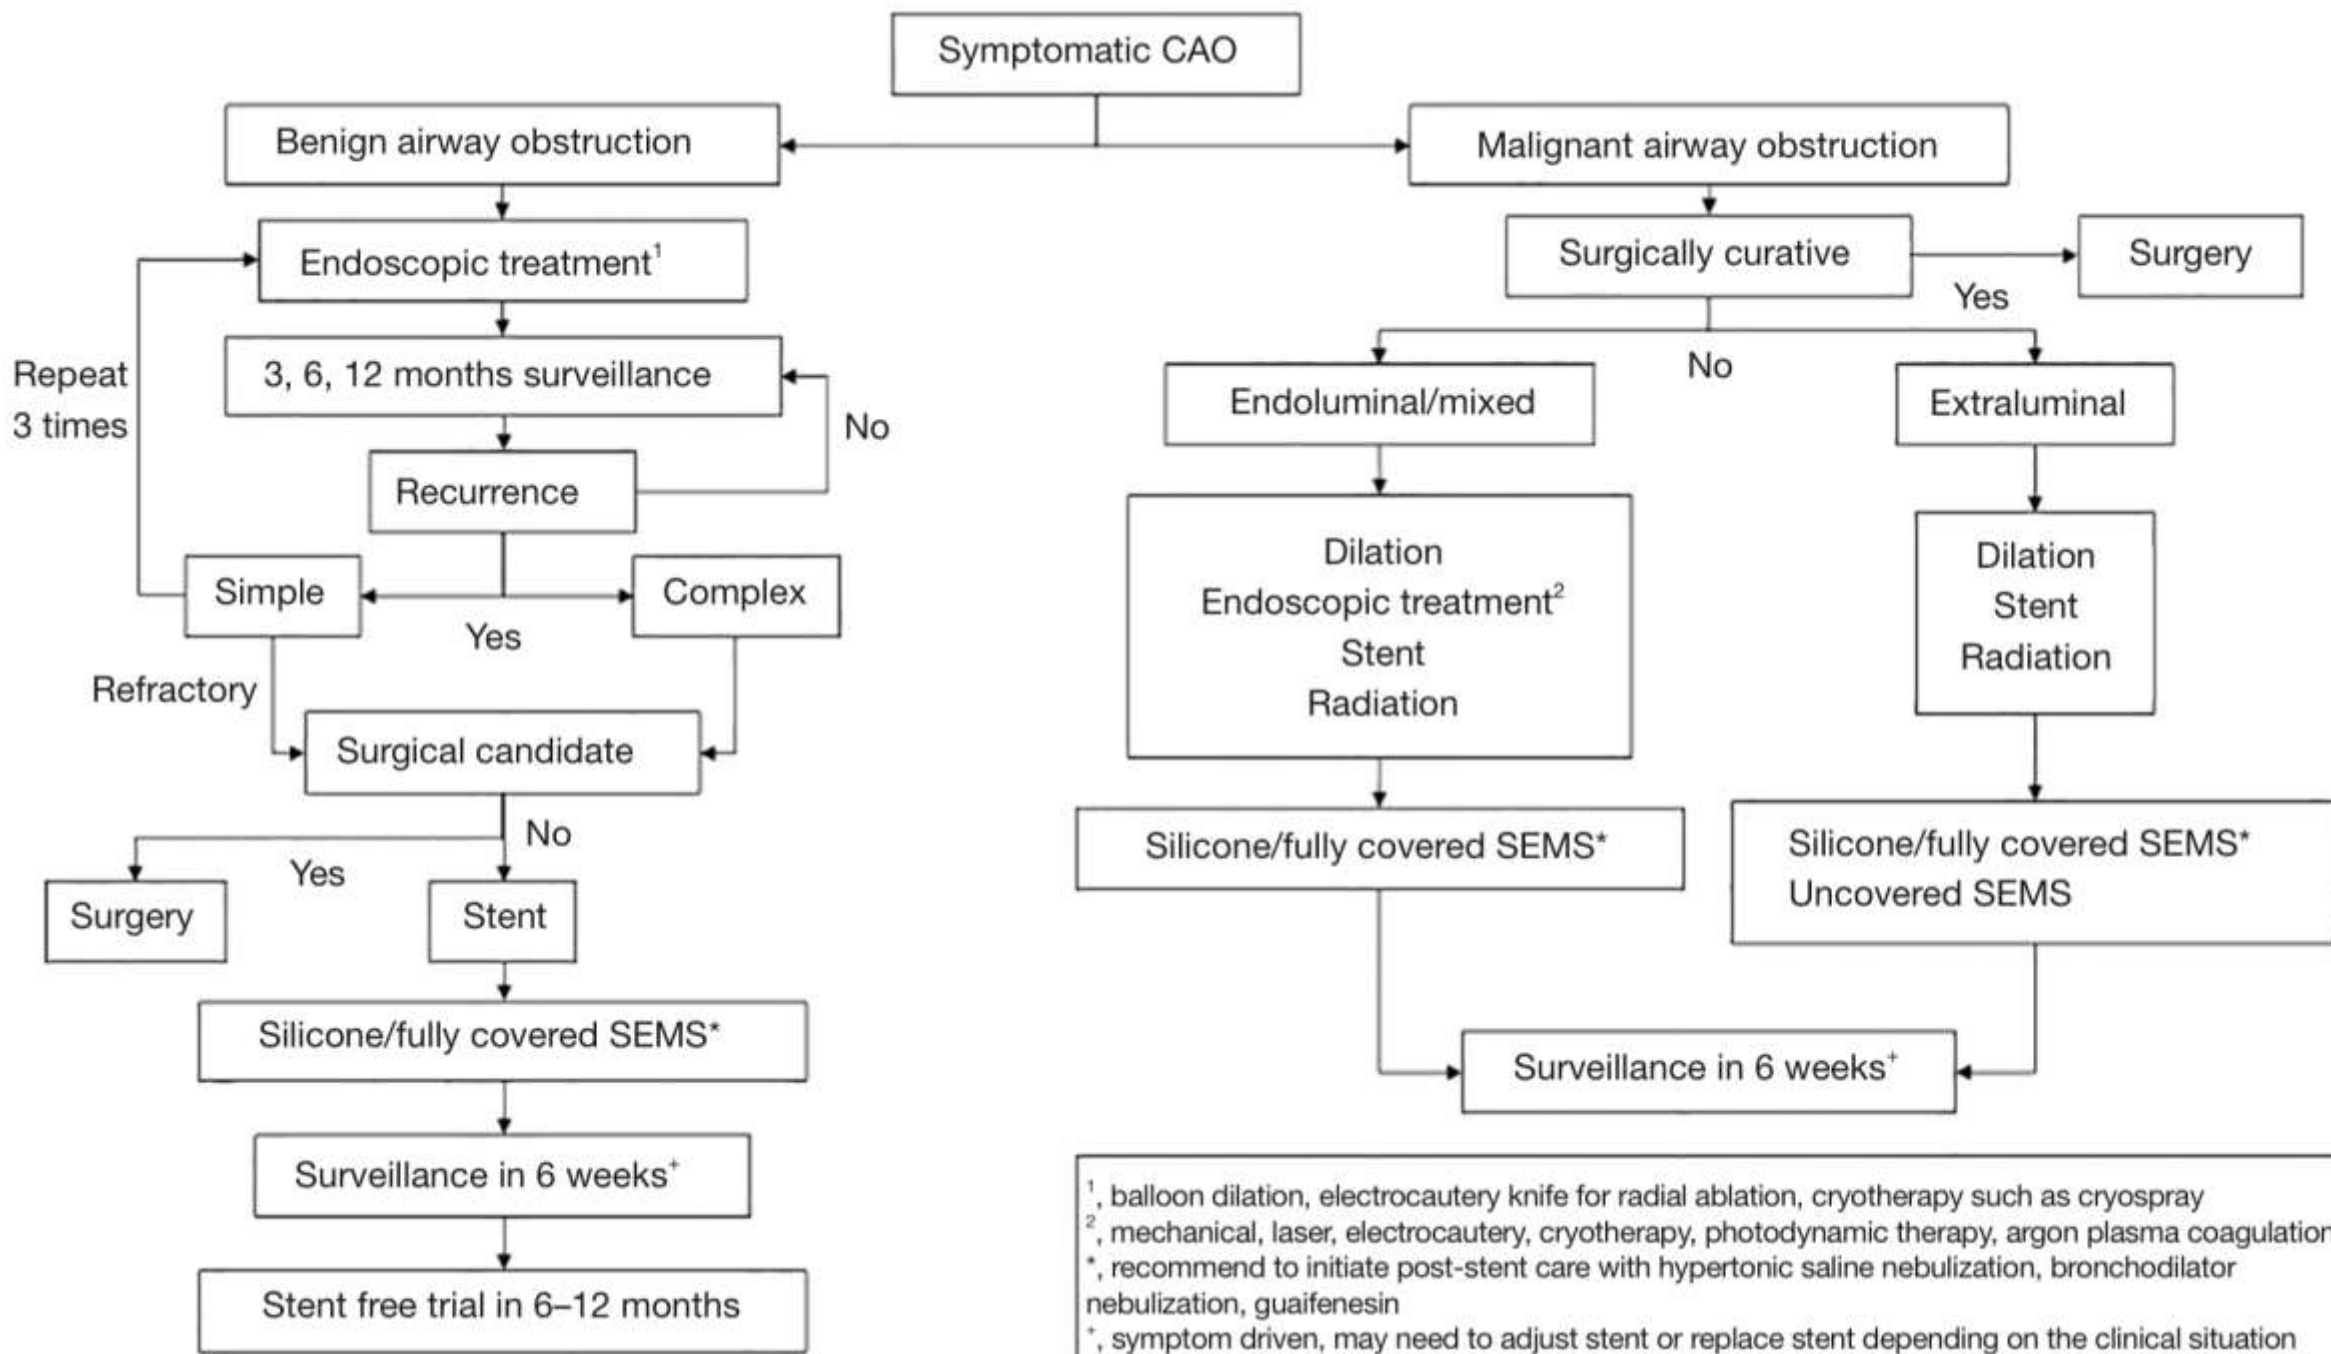 Symptomatic CAO
Benign airway obstruction
Malignant airway obstruction
Endoscopic treatment¹
Surgically curative
Surgery
Yes
3, 6, 12 months surveillance
Repeat
3 times
No
No
Endoluminal/mixed
Extraluminal
Recurrence
Simple
Complex
Yes
Dilation
Endoscopic treatment²
Stent
Radiation
Dilation
Stent
Radiation
Refractory
Surgical candidate
No
Yes
Surgery
Stent
Silicone/fully covered SEMS*
Silicone/fully covered SEMS*
Uncovered SEMS
Silicone/fully covered SEMS*
Surveillance in 6 weeks⁺
Surveillance in 6 weeks⁺
Stent free trial in 6–12 months
¹, balloon dilation, electrocautery knife for radial ablation, cryotherapy such as cryospray
², mechanical, laser, electrocautery, cryotherapy, photodynamic therapy, argon plasma coagulation
*, recommend to initiate post-stent care with hypertonic saline nebulization, bronchodilator
nebulization, guaifenesin
⁺, symptom driven, may need to adjust stent or replace stent depending on the clinical situation